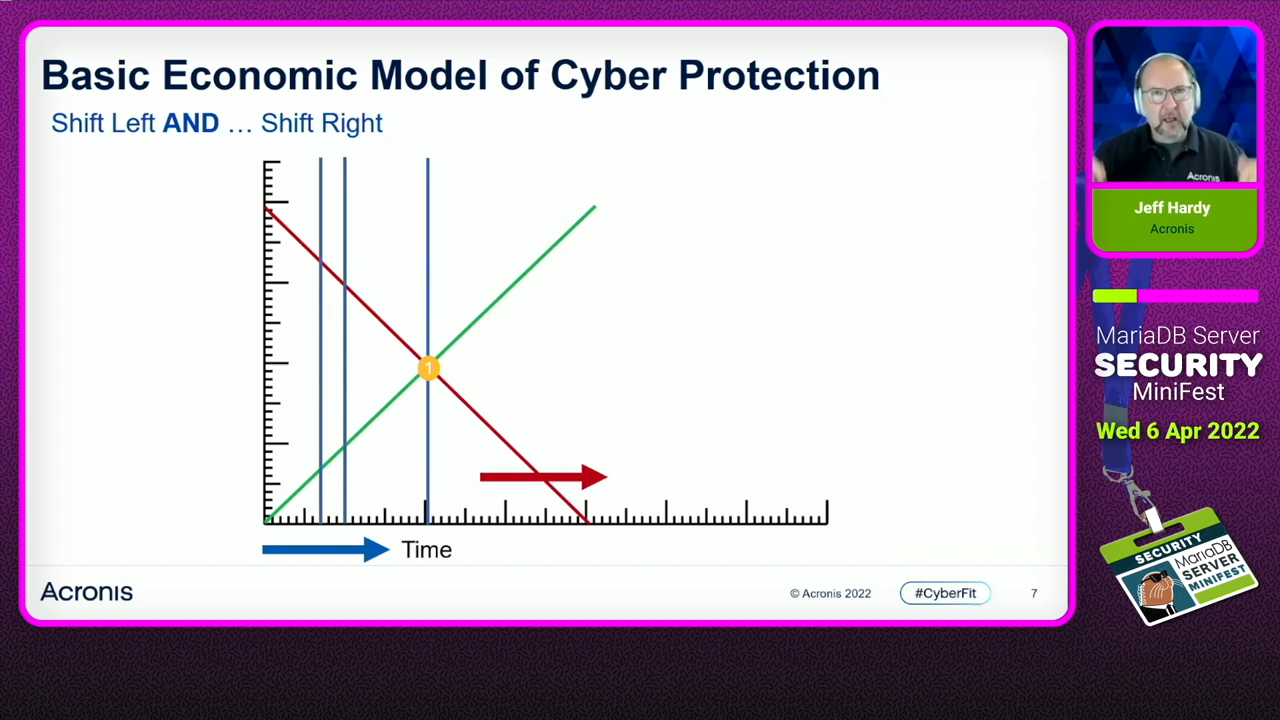 Basic Economic Model of Cyber Protection
Shift Left AND … Shift Right
1
Time
Acronis
© Acronis 2022
#CyberFit
7
Acronis
Jeff Hardy
Acronis
MariaDB Server
SECURITY
MiniFest
Wed 6 Apr 2022
SECURITY
MariaDB
SERVER
MINIFEST